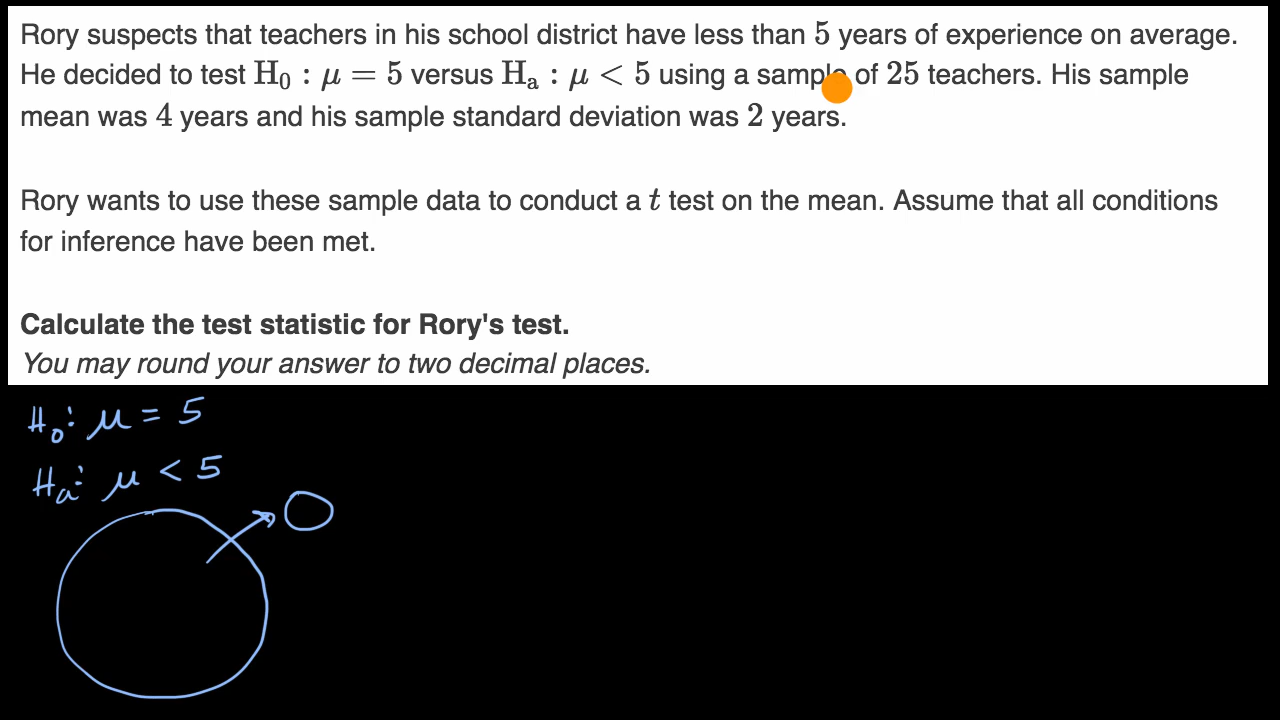 Rory suspects that teachers in his school district have less than 5 years of experience on average.
He decided to test H₀ : μ = 5 versus Hₐ : μ < 5 using a sample of 25 teachers. His sample
mean was 4 years and his sample standard deviation was 2 years.
Rory wants to use these sample data to conduct a t test on the mean. Assume that all conditions
for inference have been met.
Calculate the test statistic for Rory's test.
You may round your answer to two decimal places.
H₀: μ = 5
Hₐ: μ < 5